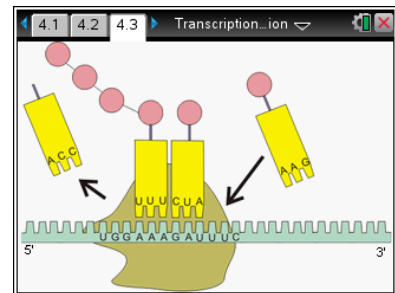 4.1 4.2 4.3 Transcription...ion
ACC
UUU CUA
AAG
UGGAAAGAUUUC
5' 3'